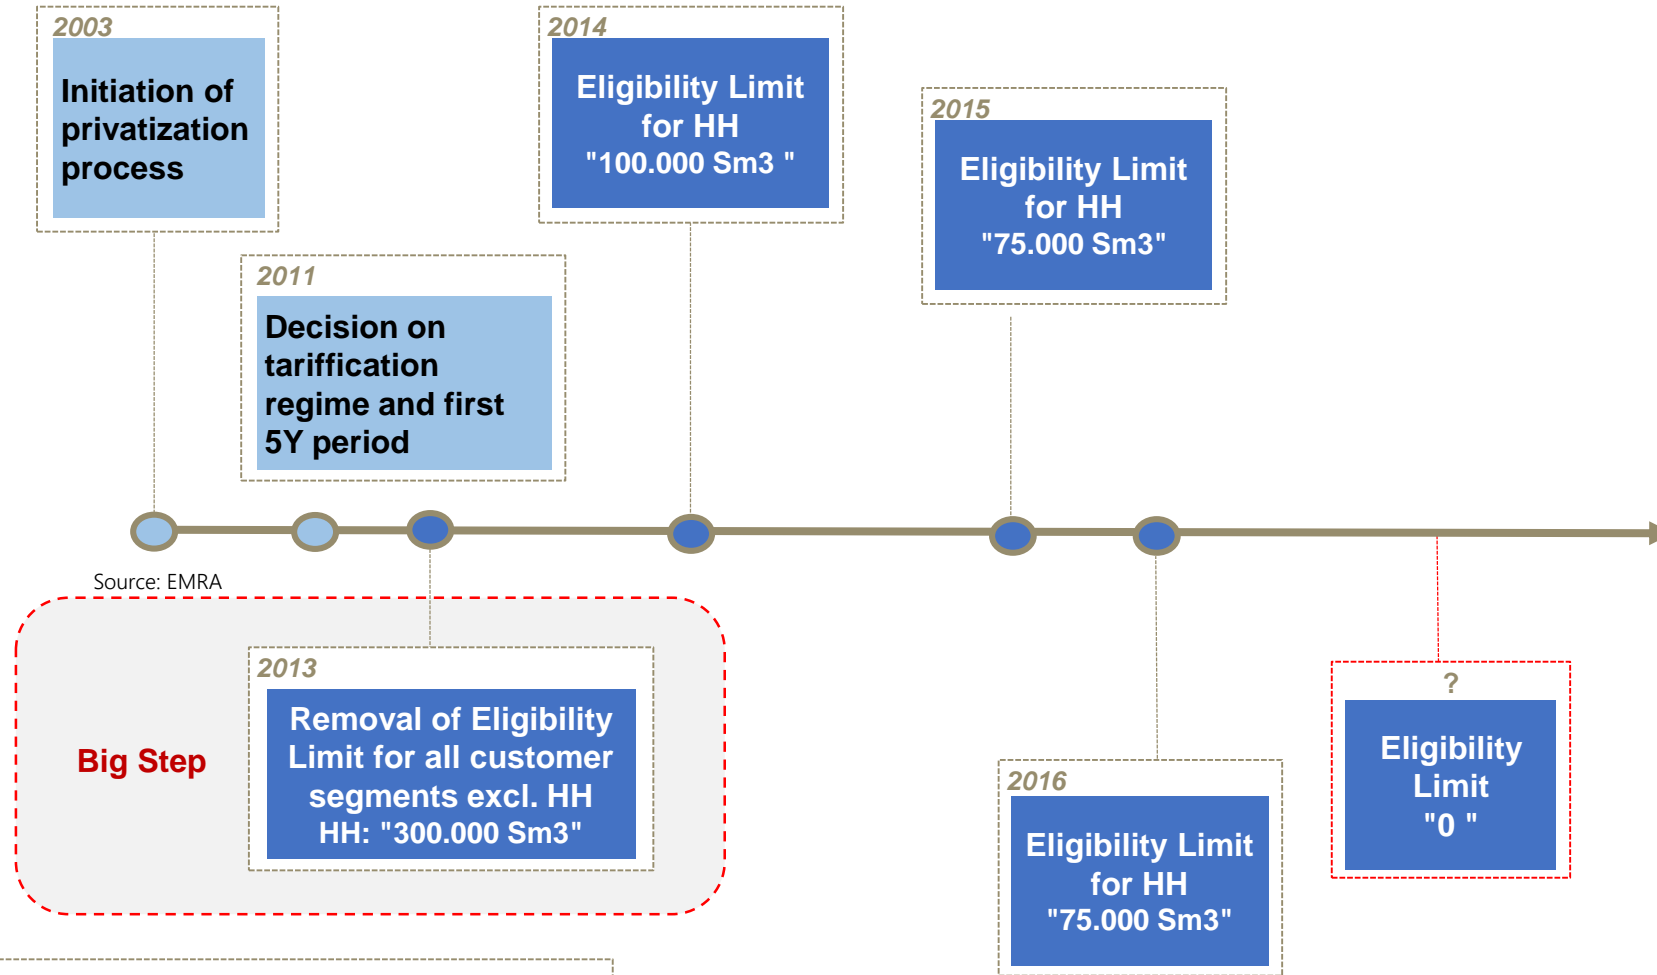 2003
Initiation of
privatization
process
2014
Eligibility Limit
for HH
"100.000 Sm3 "
2015
Eligibility Limit
for HH
"75.000 Sm3"
2011
Decision on
tariffication
regime and first
5Y period
Source: EMRA
Big Step
2013
Removal of Eligibility
Limit for all customer
segments excl. HH
HH: "300.000 Sm3"
2016
Eligibility Limit
for HH
"75.000 Sm3"
?
Eligibility
Limit
"0 "